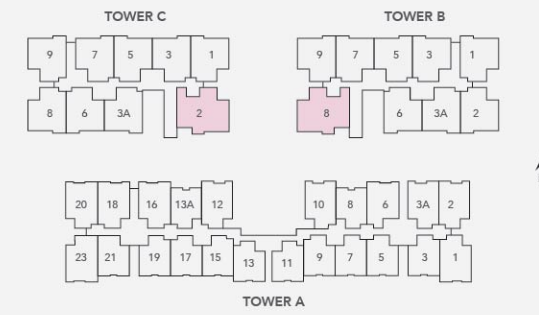 TOWER C
TOWER B
9 7 5 3 1
9 7 5 3 1
8 6 3A 2
8 6 3A 2
20 18 16 13A 12
10 8 6 3A 2
23 21 19 17 15 13
11 9 7 5 3 1
TOWER A